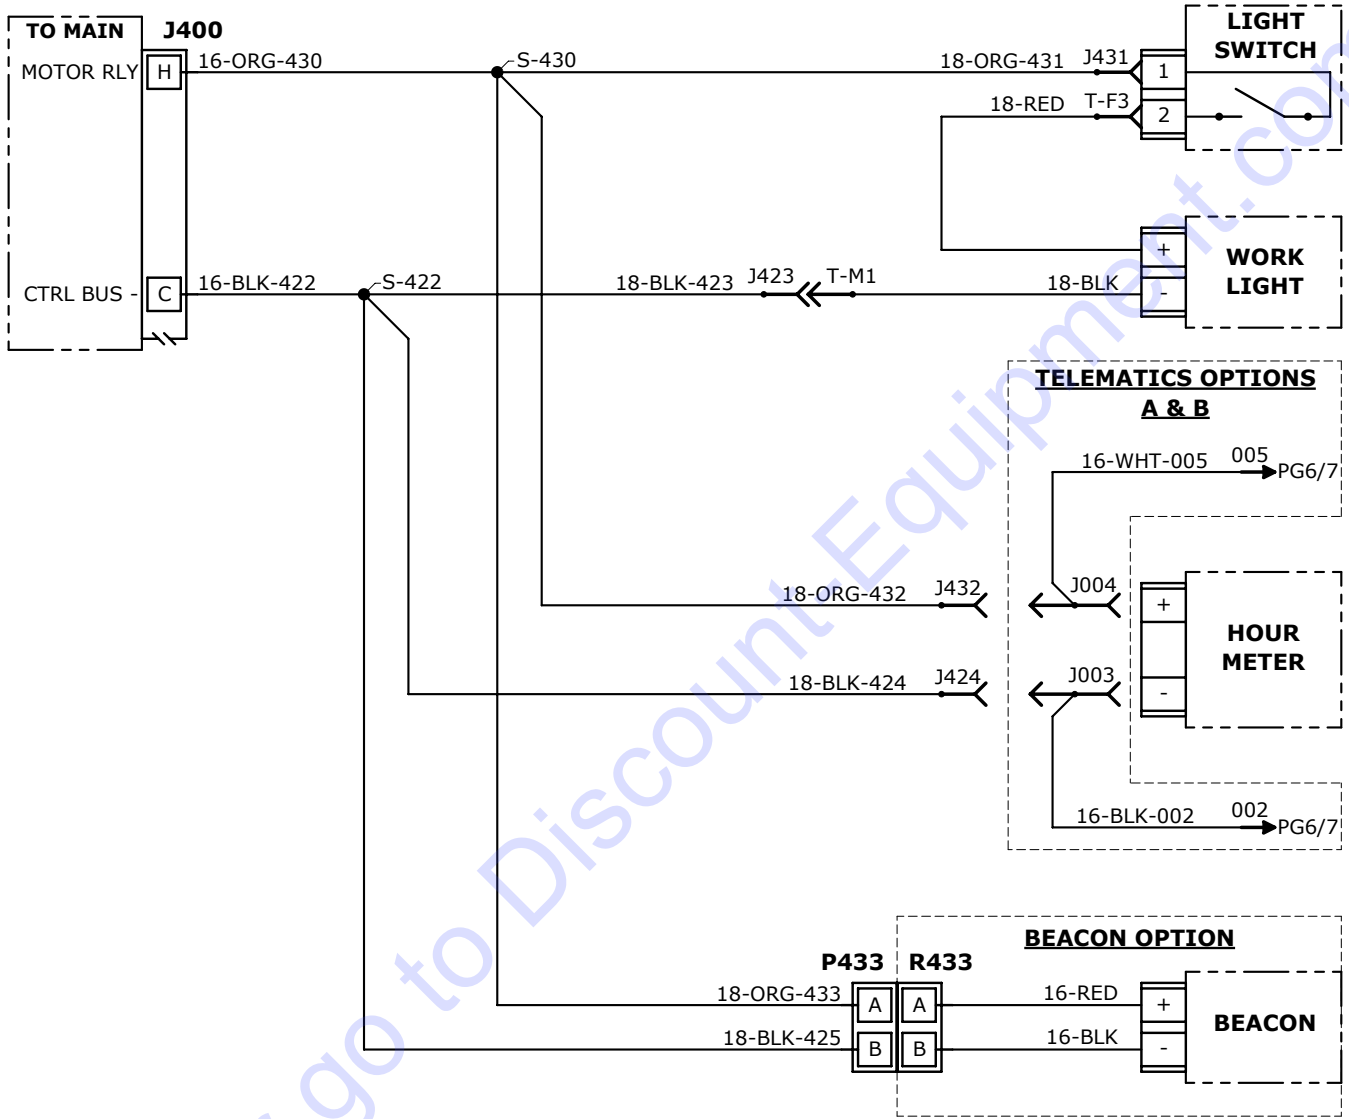 TO MAIN
J400
MOTOR RLY
H
16-ORG-430
S-430
18-ORG-431
J431
1
LIGHT
SWITCH
18-RED
T-F3
2
CTRL BUS -
C
16-BLK-422
S-422
18-BLK-423
J423
T-M1
18-BLK
+
-
WORK
LIGHT
TELEMATICS OPTIONS
A & B
16-WHT-005
005
PG6/7
18-ORG-432
J432
J004
+
HOUR
METER
18-BLK-424
J424
J003
-
16-BLK-002
002
PG6/7
BEACON OPTION
P433
R433
18-ORG-433
A
A
16-RED
+
BEACON
18-BLK-425
B
B
16-BLK
-
go to Discount-Equipment.com